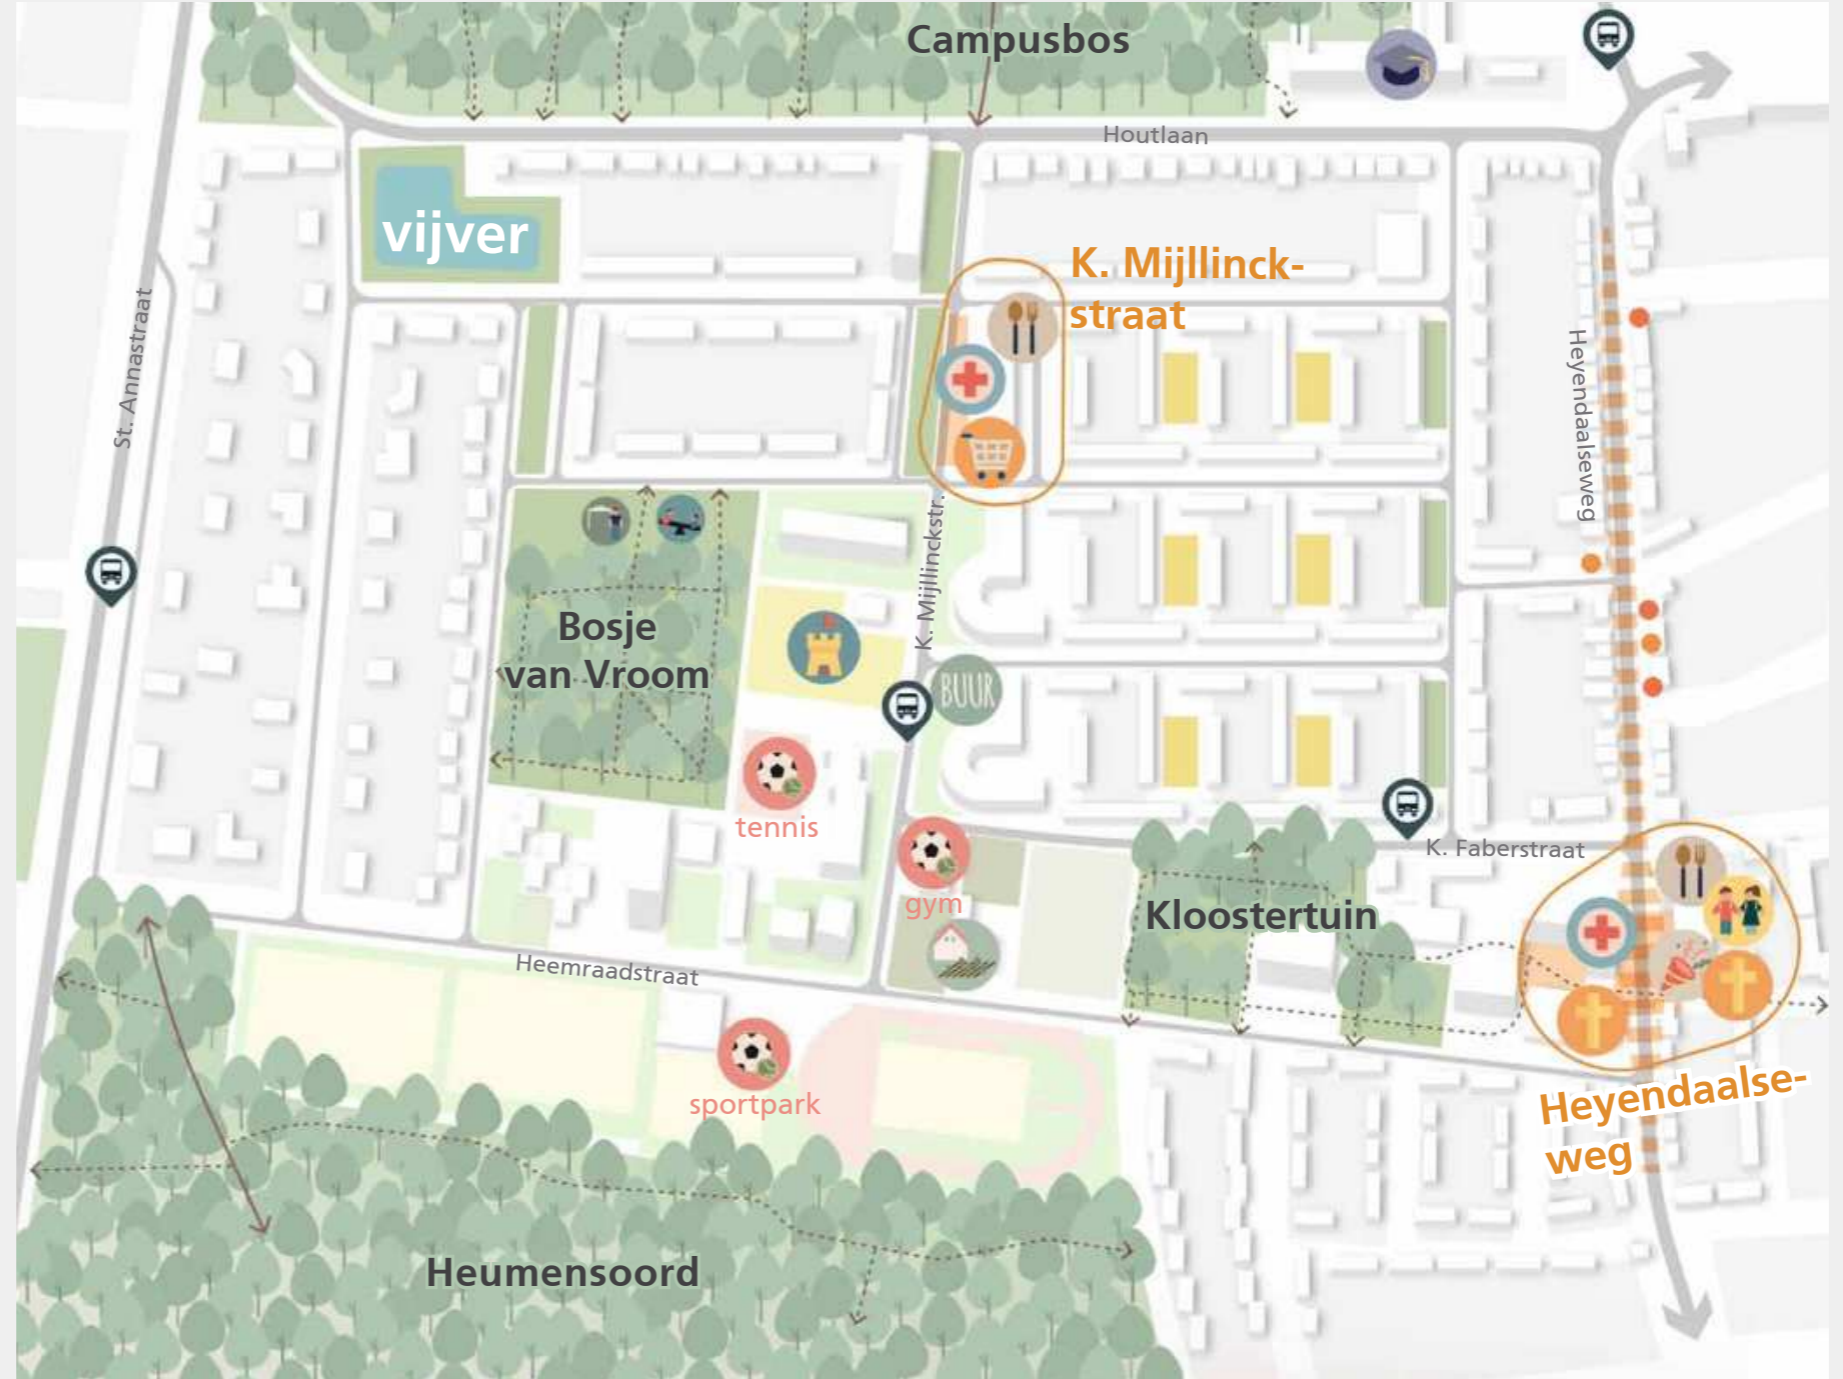 Campusbos
Houtlaan
vijver
K. Mijllinck-
straat
St. Annastraat
Heyendaalseweg
K. Mijllinckstr.
Bosje
van Vroom
BUUR
tennis
K. Faberstraat
gym
Kloostertuin
Heemraadstraat
sportpark
Heyendaalse-
weg
Heumensoord